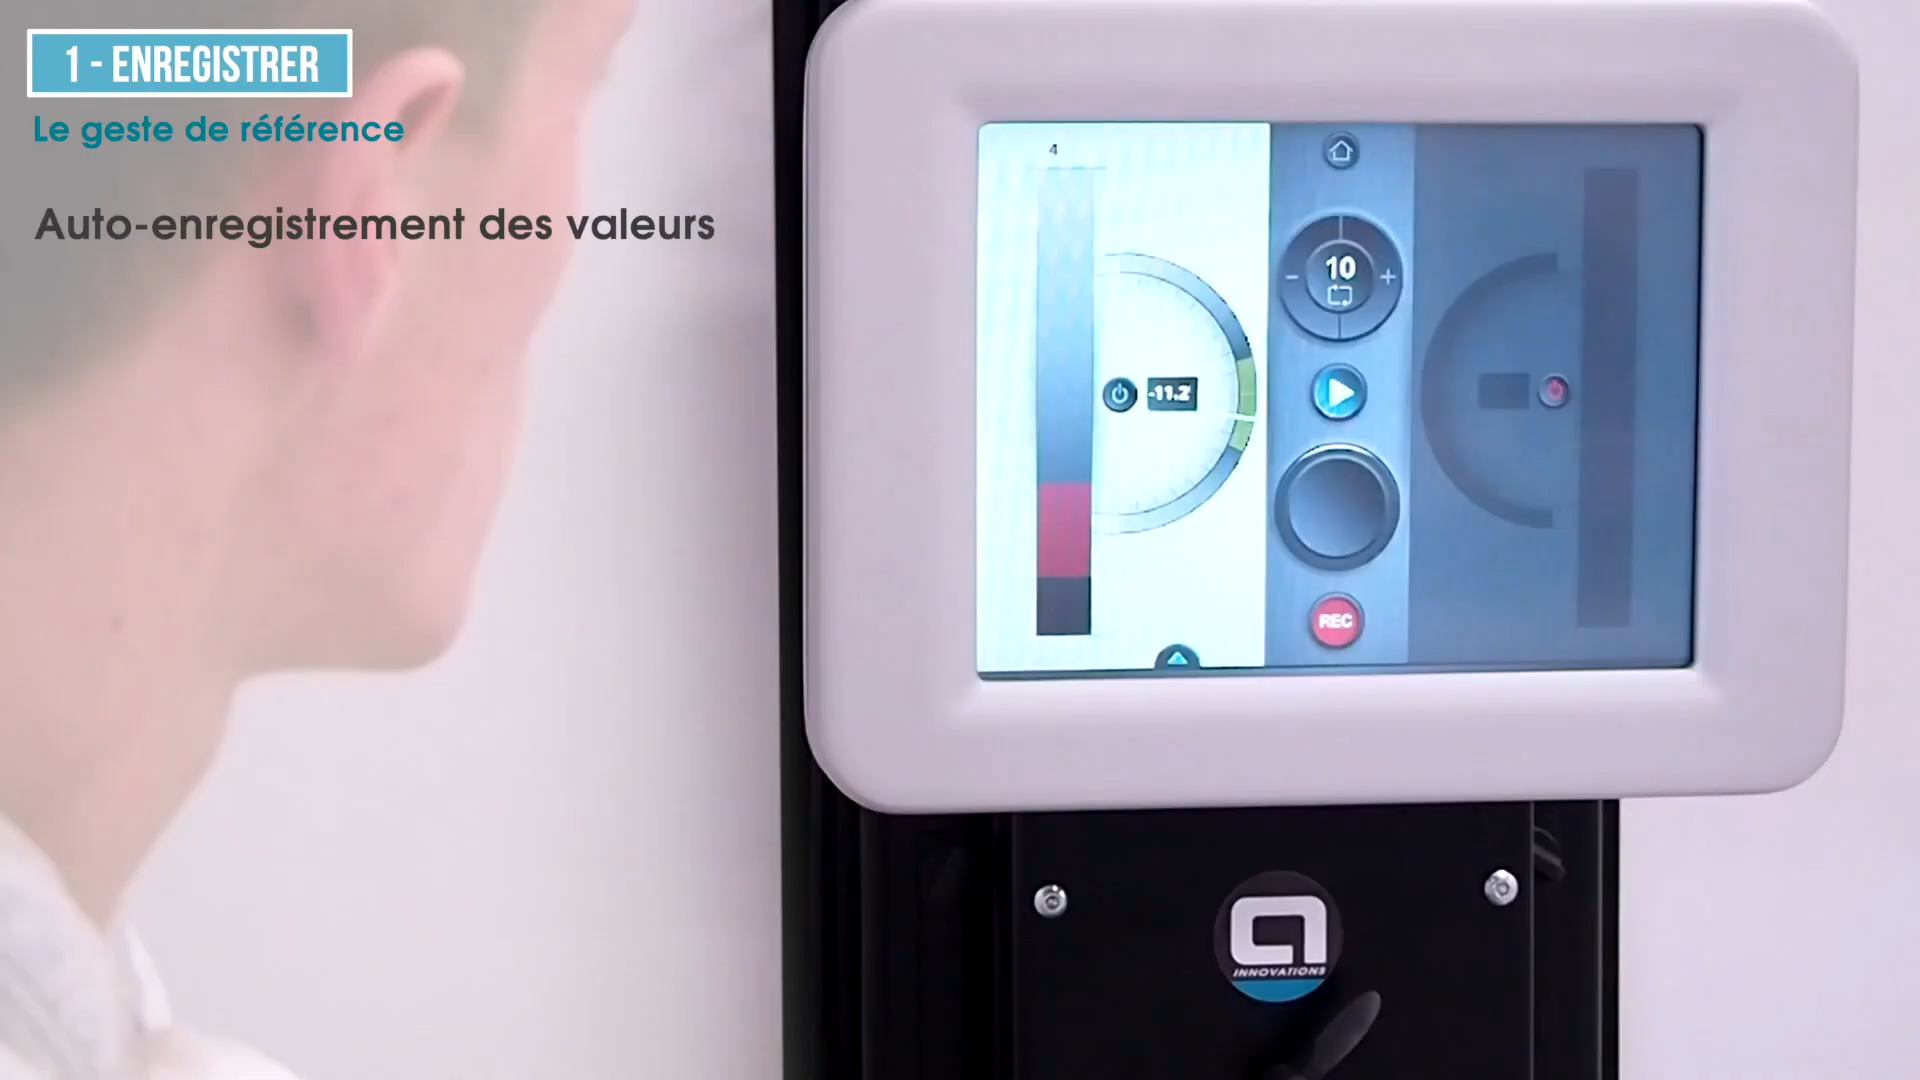 1 - ENREGISTRER
Le geste de référence
Auto-enregistrement des valeurs
4
10
- +
-11.2
REC
INNOVATIONS